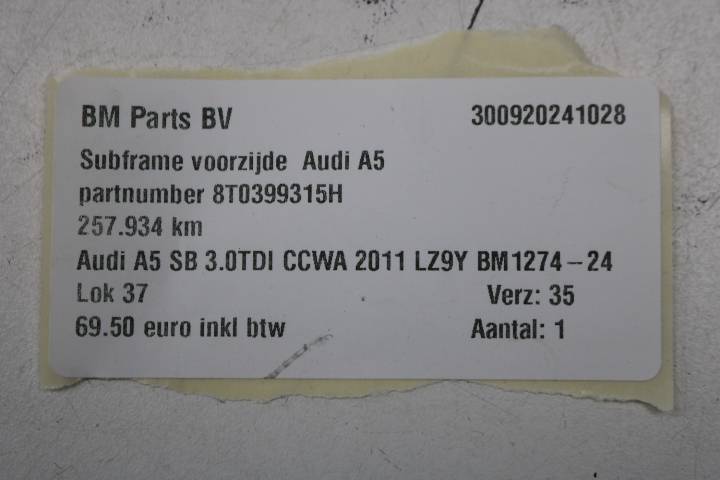 BM Parts BV 300920241028
Subframe voorzijde Audi A5
partnumber 8T0399315H
257.934 km
Audi A5 SB 3.0TDI CCWA 2011 LZ9Y BM1274-24
Lok 37 Verz: 35
69.50 euro inkl btw Aantal: 1